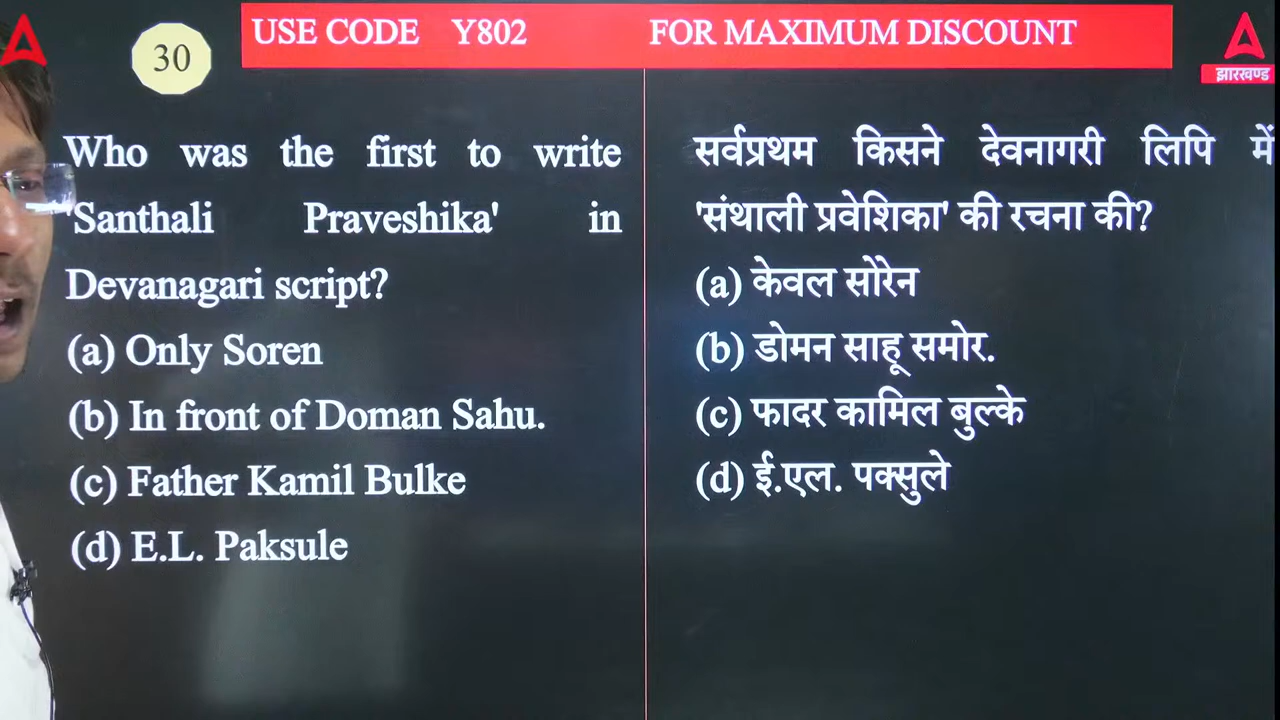 USE CODE Y802 FOR MAXIMUM DISCOUNT
30
झारखण्ड
Who was the first to write
'Santhali Praveshika' in
Devanagari script?
(a) Only Soren
(b) In front of Doman Sahu.
(c) Father Kamil Bulke
(d) E.L. Paksule
सर्वप्रथम किसने देवनागरी लिपि में
'संथाली प्रवेशिका' की रचना की?
(a) केवल सोरेन
(b) डोमन साहू समोर.
(c) फादर कामिल बुल्के
(d) ई.एल. पक्सुले